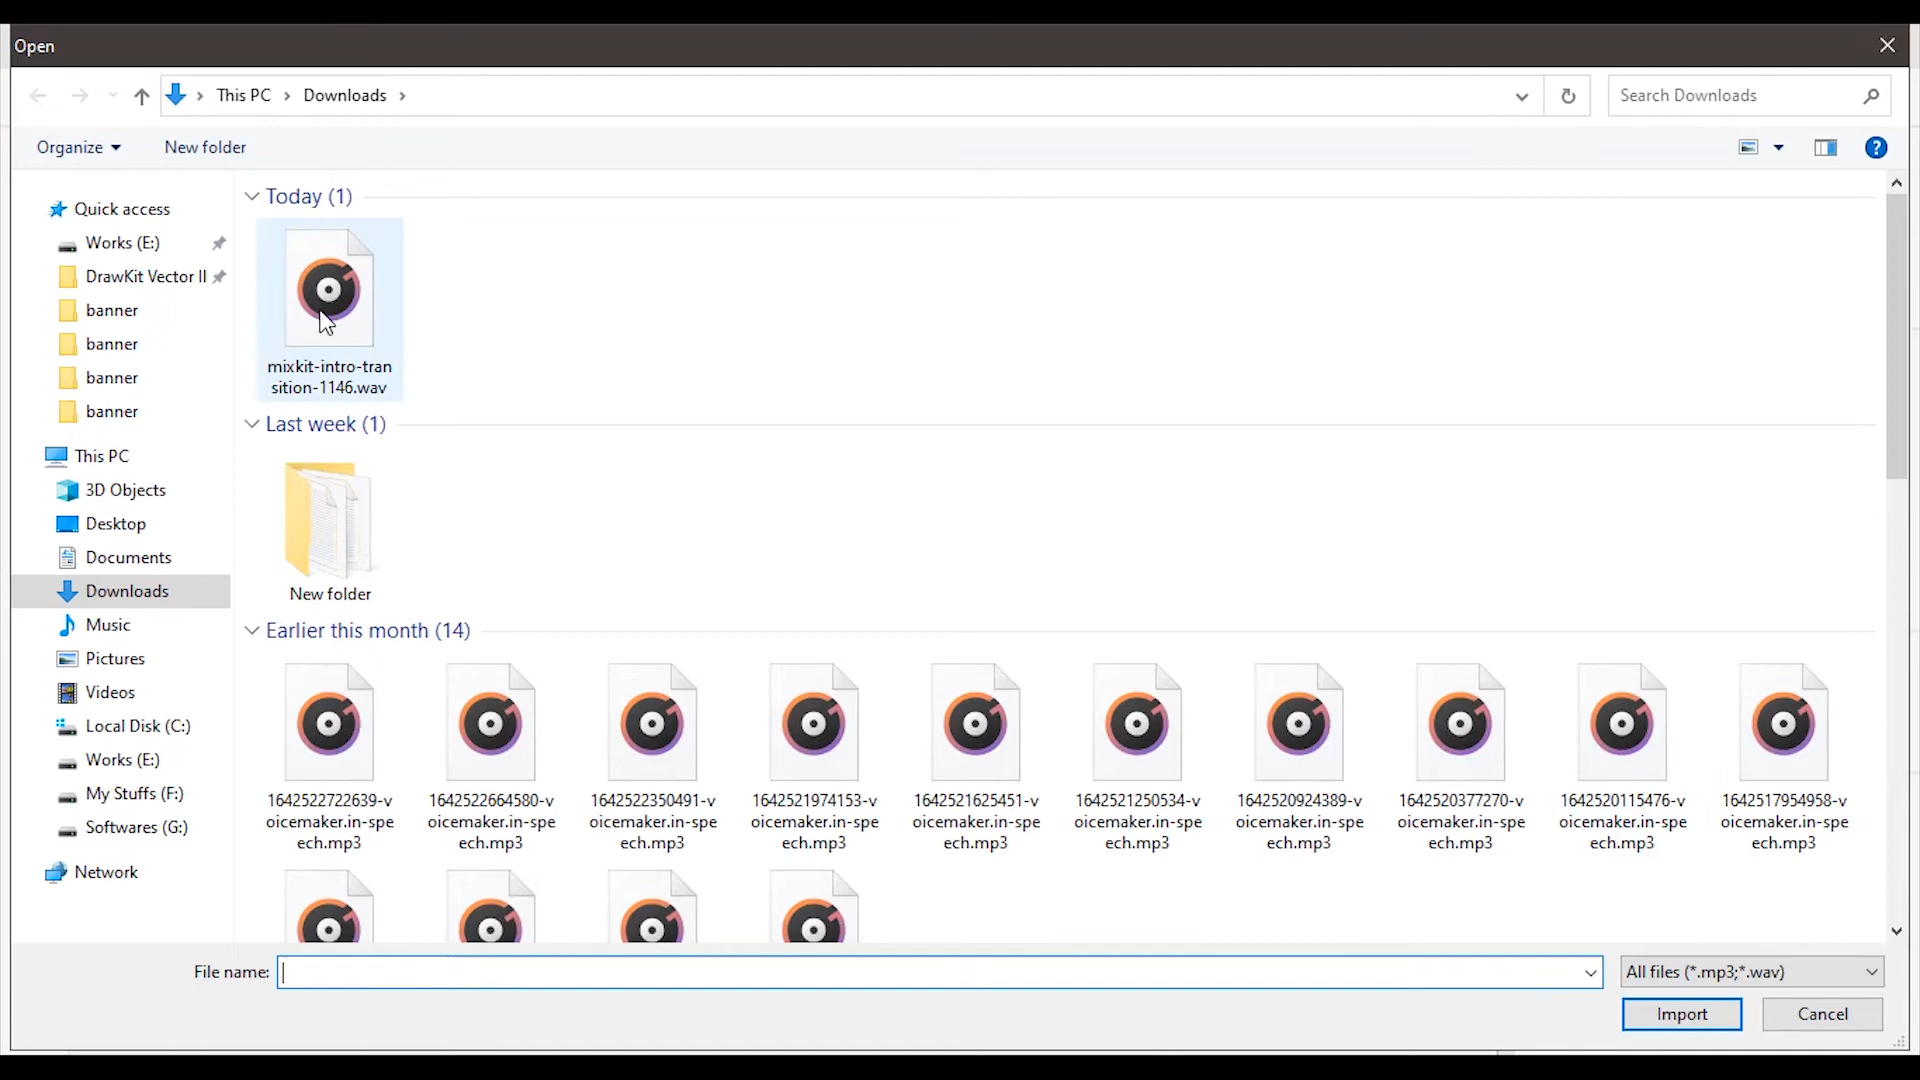 Open
This PC
Downloads
Search Downloads
Organize
New folder
?
Quick access
Works (E:)
DrawKit Vector Il
banner
banner
banner
banner
This PC
3D Objects
Desktop
Documents
Downloads
Music
Pictures
Videos
Local Disk (C:)
Works (E:)
My Stuffs (F:)
Softwares (G:)
Network
Today (1)
mixkit-intro-tran
sition-1146.wav
Last week (1)
New folder
Earlier this month (14)
1642522722639-v
oicemaker.in-spe
ech.mp3
1642522664580-v
oicemaker.in-spe
ech.mp3
1642522350491-v
oicemaker.in-spe
ech.mp3
1642521974153-v
oicemaker.in-spe
ech.mp3
1642521625451-v
oicemaker.in-spe
ech.mp3
1642521250534-v
oicemaker.in-spe
ech.mp3
1642520924389-v
oicemaker.in-spe
ech.mp3
1642520377270-v
oicemaker.in-spe
ech.mp3
1642520115476-v
oicemaker.in-spe
ech.mp3
1642517954958-v
oicemaker.in-spe
ech.mp3
File name:
All files (*.mp3;*.wav)
Import
Cancel